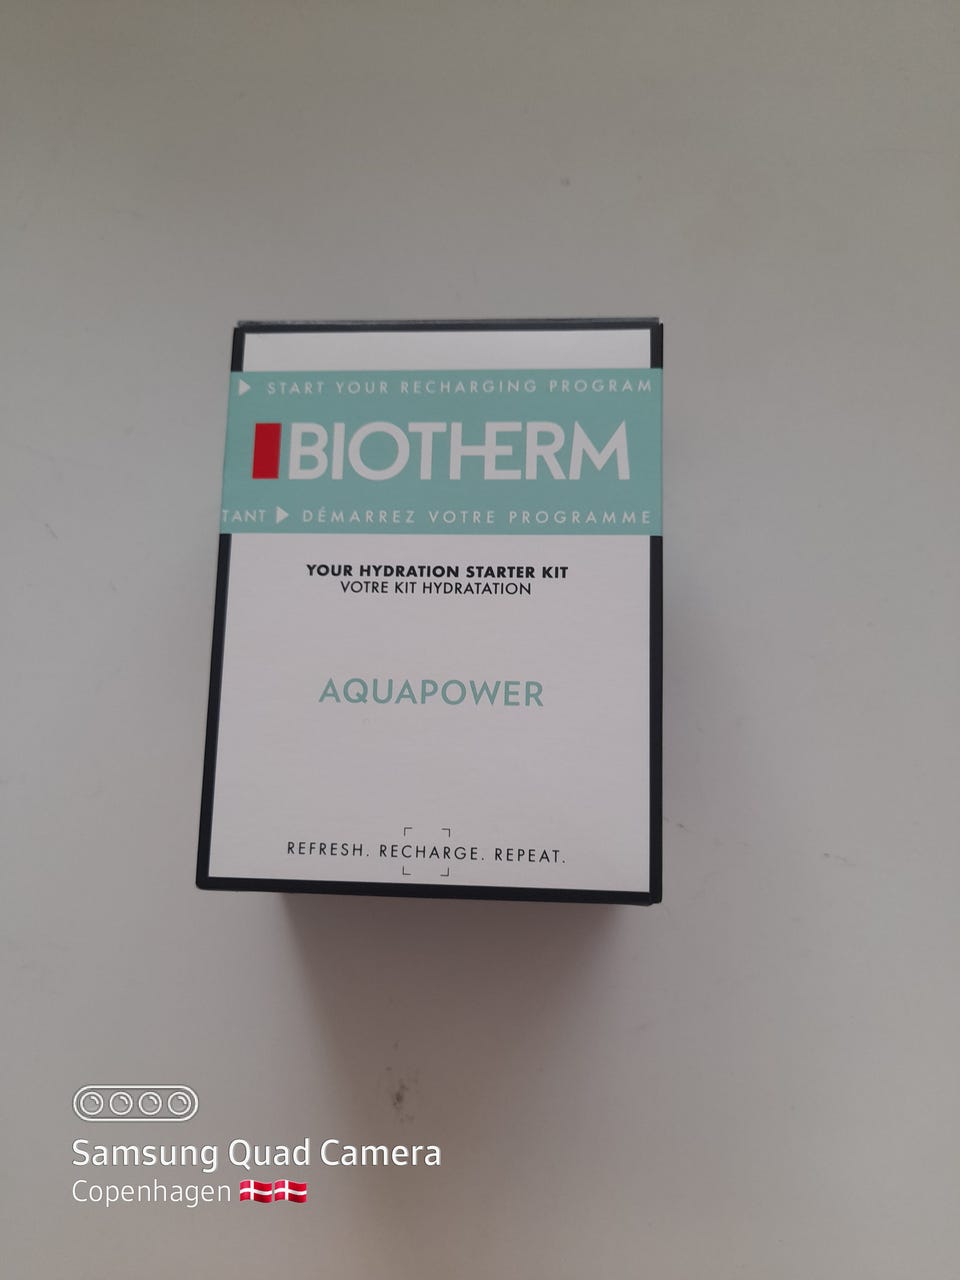 START YOUR RECHARGING PROGRAM
BIOTHERM
TANT DÉMARREZ VOTRE PROGRAMME
YOUR HYDRATION STARTER KIT
VOTRE KIT HYDRATATION
AQUAPOWER
REFRESH. RECHARGE. REPEAT.
Samsung Quad Camera
Copenhagen 🇩🇰🇩🇰